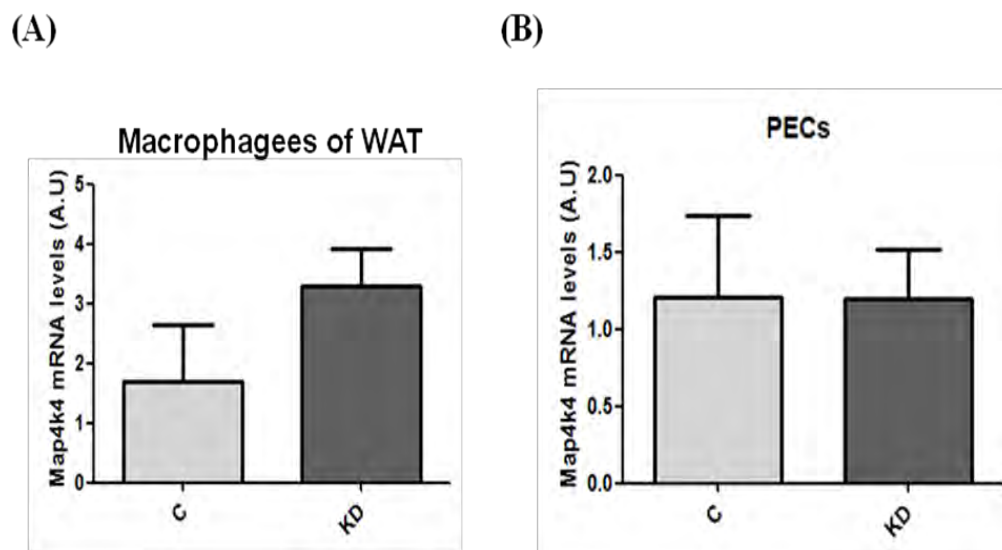 (A)
(B)
Macrophagees of WAT
Map4k4 mRNA levels (A.U)
5
4
3
2
1
0
C
KD
PECs
Map4k4 mRNA levels (A.U)
2.0
1.5
1.0
0.5
0.0
C
KD